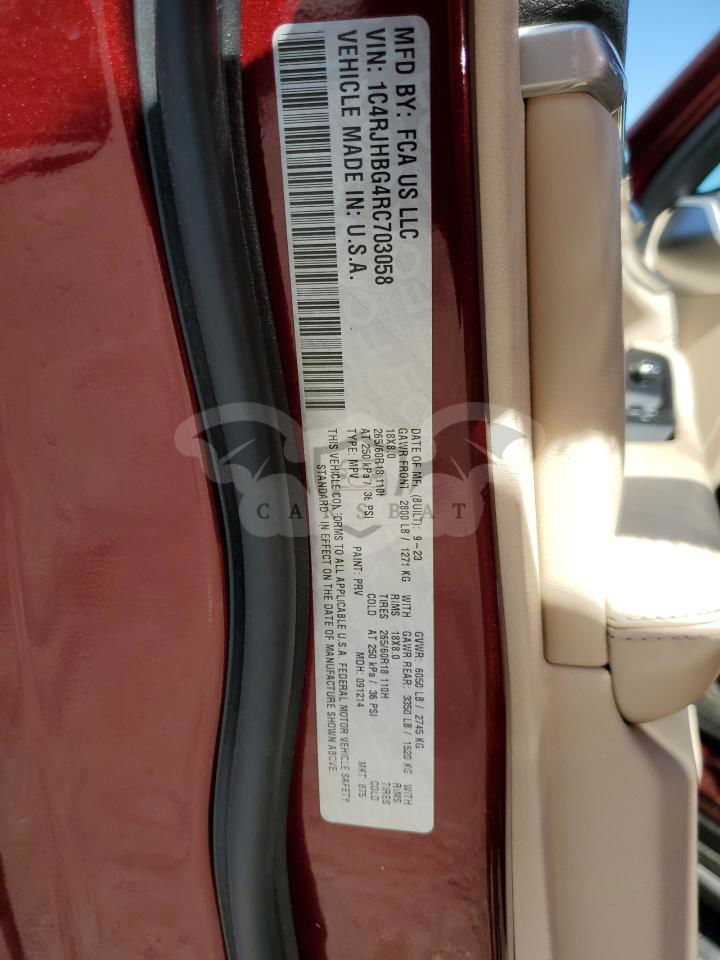 MFD BY: FCA US LLC
VIN: 1C4RJHBG4RC703058
VEHICLE MADE IN: U.S.A.
DATE OF MFR (BUILT): 9-23 GVWR: 6050 LB / 2745 KG
GAWR FRONT 2800 LB / 1271 KG WITH GAWR REAR: 3350 LB / 1520 KG WITH
18X8.0 RIMS 18X8.0 RIMS
265/60R18 110H TIRES 265/60R18 110H TIRES
AT 250 kPa / 36 PSI COLD AT 250 kPa / 36 PSI COLD
TYPE: MPV PAINT: PRV MDH: 091214 MKT: 875
THIS VEHICLE CONFORMS TO ALL APPLICABLE U.S.A. FEDERAL MOTOR VEHICLE SAFETY
STANDARDS IN EFFECT ON THE DATE OF MANUFACTURE SHOWN ABOVE.
CARSBAT